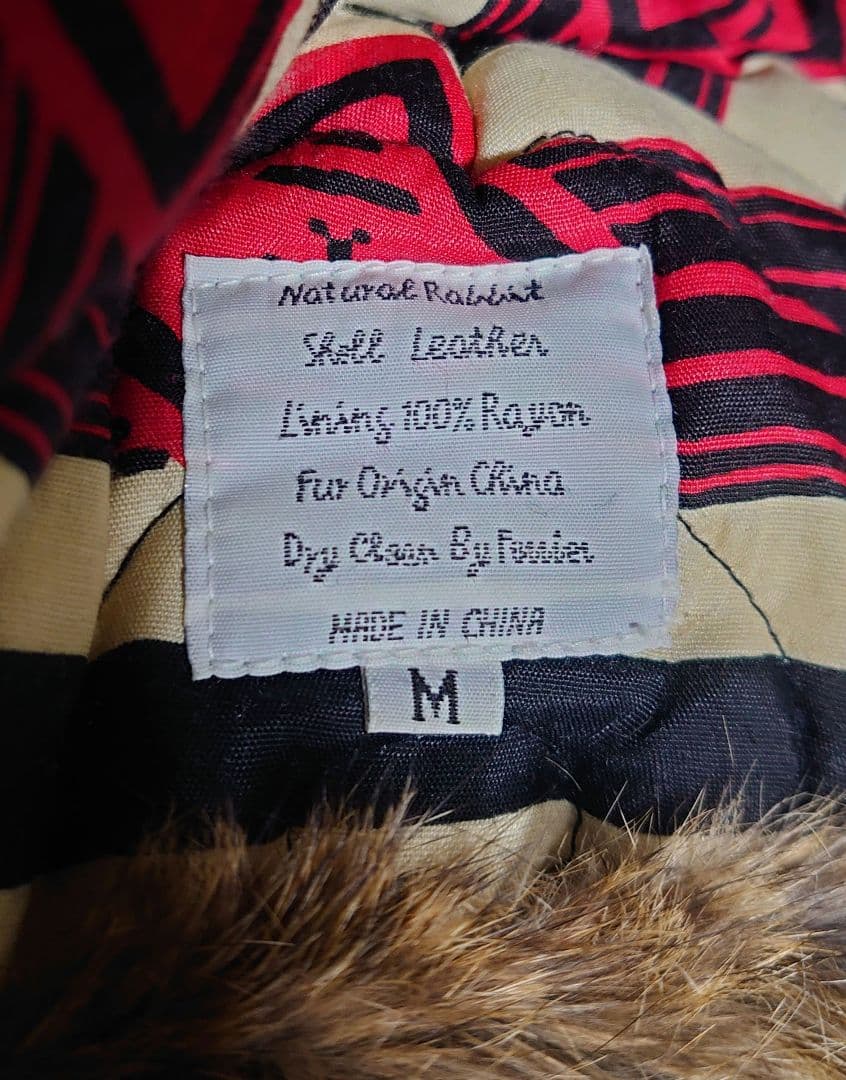 Natural Rabbit
Shell Leather
Lining 100% Rayon
Fur Origin China
Dry Clean By Furrier
MADE IN CHINA
M